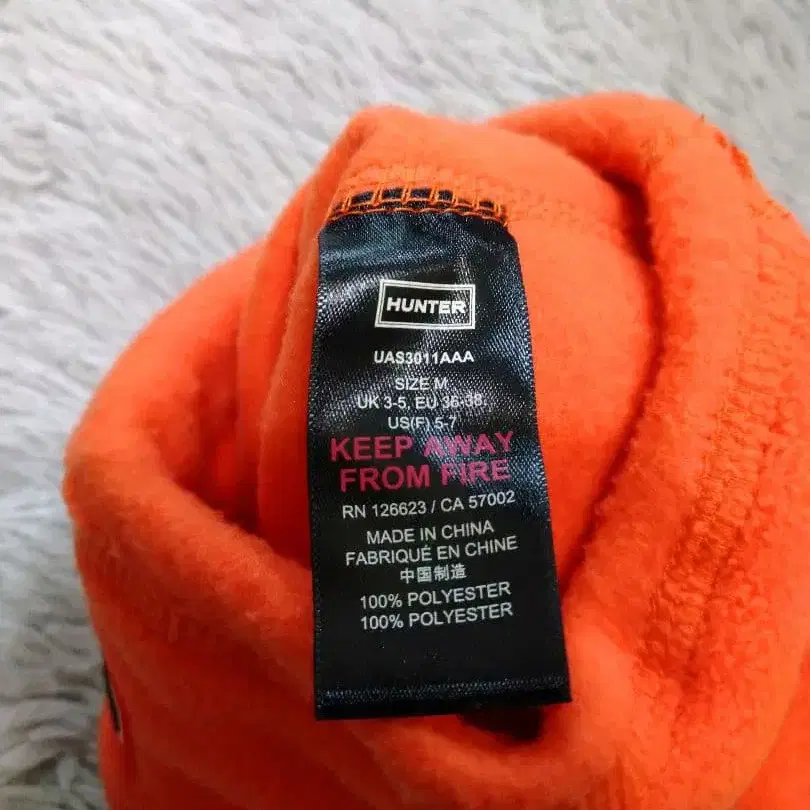 HUNTER
UAS3011AAA
SIZE M
UK 3-5, EU 36-38,
US(F) 5-7
KEEP AWAY
FROM FIRE
RN 126623 / CA 57002
MADE IN CHINA
FABRIQUÉ EN CHINE
中国制造
100% POLYESTER
100% POLYESTER